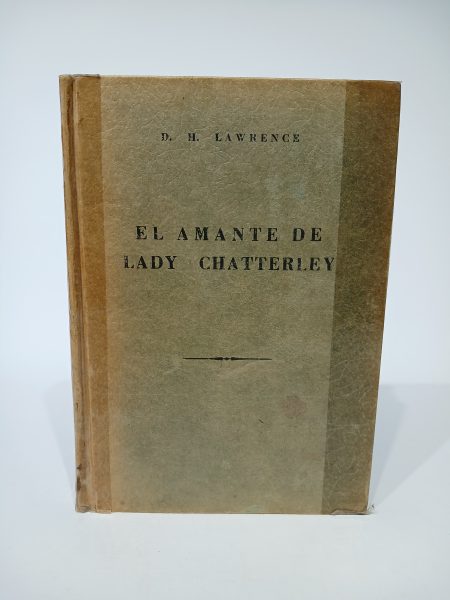 D. H. LAWRENCE
EL AMANTE DE
LADY CHATTERLEY